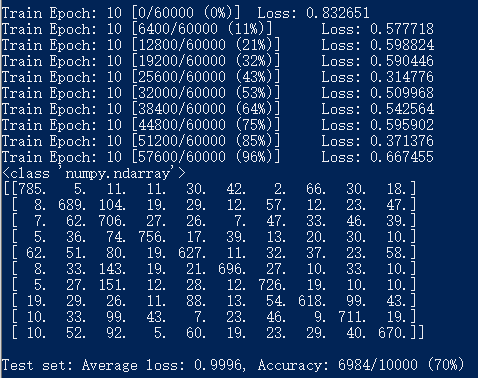 Train Epoch: 10 [0/60000 (0%)] Loss: 0.832651
Train Epoch: 10 [6400/60000 (11%)] Loss: 0.577718
Train Epoch: 10 [12800/60000 (21%)] Loss: 0.598824
Train Epoch: 10 [19200/60000 (32%)] Loss: 0.590446
Train Epoch: 10 [25600/60000 (43%)] Loss: 0.314776
Train Epoch: 10 [32000/60000 (53%)] Loss: 0.509968
Train Epoch: 10 [38400/60000 (64%)] Loss: 0.542564
Train Epoch: 10 [44800/60000 (75%)] Loss: 0.595902
Train Epoch: 10 [51200/60000 (85%)] Loss: 0.371376
Train Epoch: 10 [57600/60000 (96%)] Loss: 0.667455
<class 'numpy.ndarray'>
[[785. 5. 11. 11. 30. 42. 2. 66. 30. 18.]
[ 8. 689. 104. 19. 29. 12. 57. 12. 23. 47.]
[ 7. 62. 706. 27. 26. 7. 47. 33. 46. 39.]
[ 5. 36. 74. 756. 17. 39. 13. 20. 30. 10.]
[ 62. 51. 80. 19. 627. 11. 32. 37. 23. 58.]
[ 8. 33. 143. 19. 21. 696. 27. 10. 33. 10.]
[ 5. 27. 151. 12. 28. 12. 726. 19. 10. 10.]
[ 19. 29. 26. 11. 88. 13. 54. 618. 99. 43.]
[ 10. 33. 99. 43. 7. 23. 46. 9. 711. 19.]
[ 10. 52. 92. 5. 60. 19. 23. 29. 40. 670.]]
Test set: Average loss: 0.9996, Accuracy: 6984/10000 (70%)